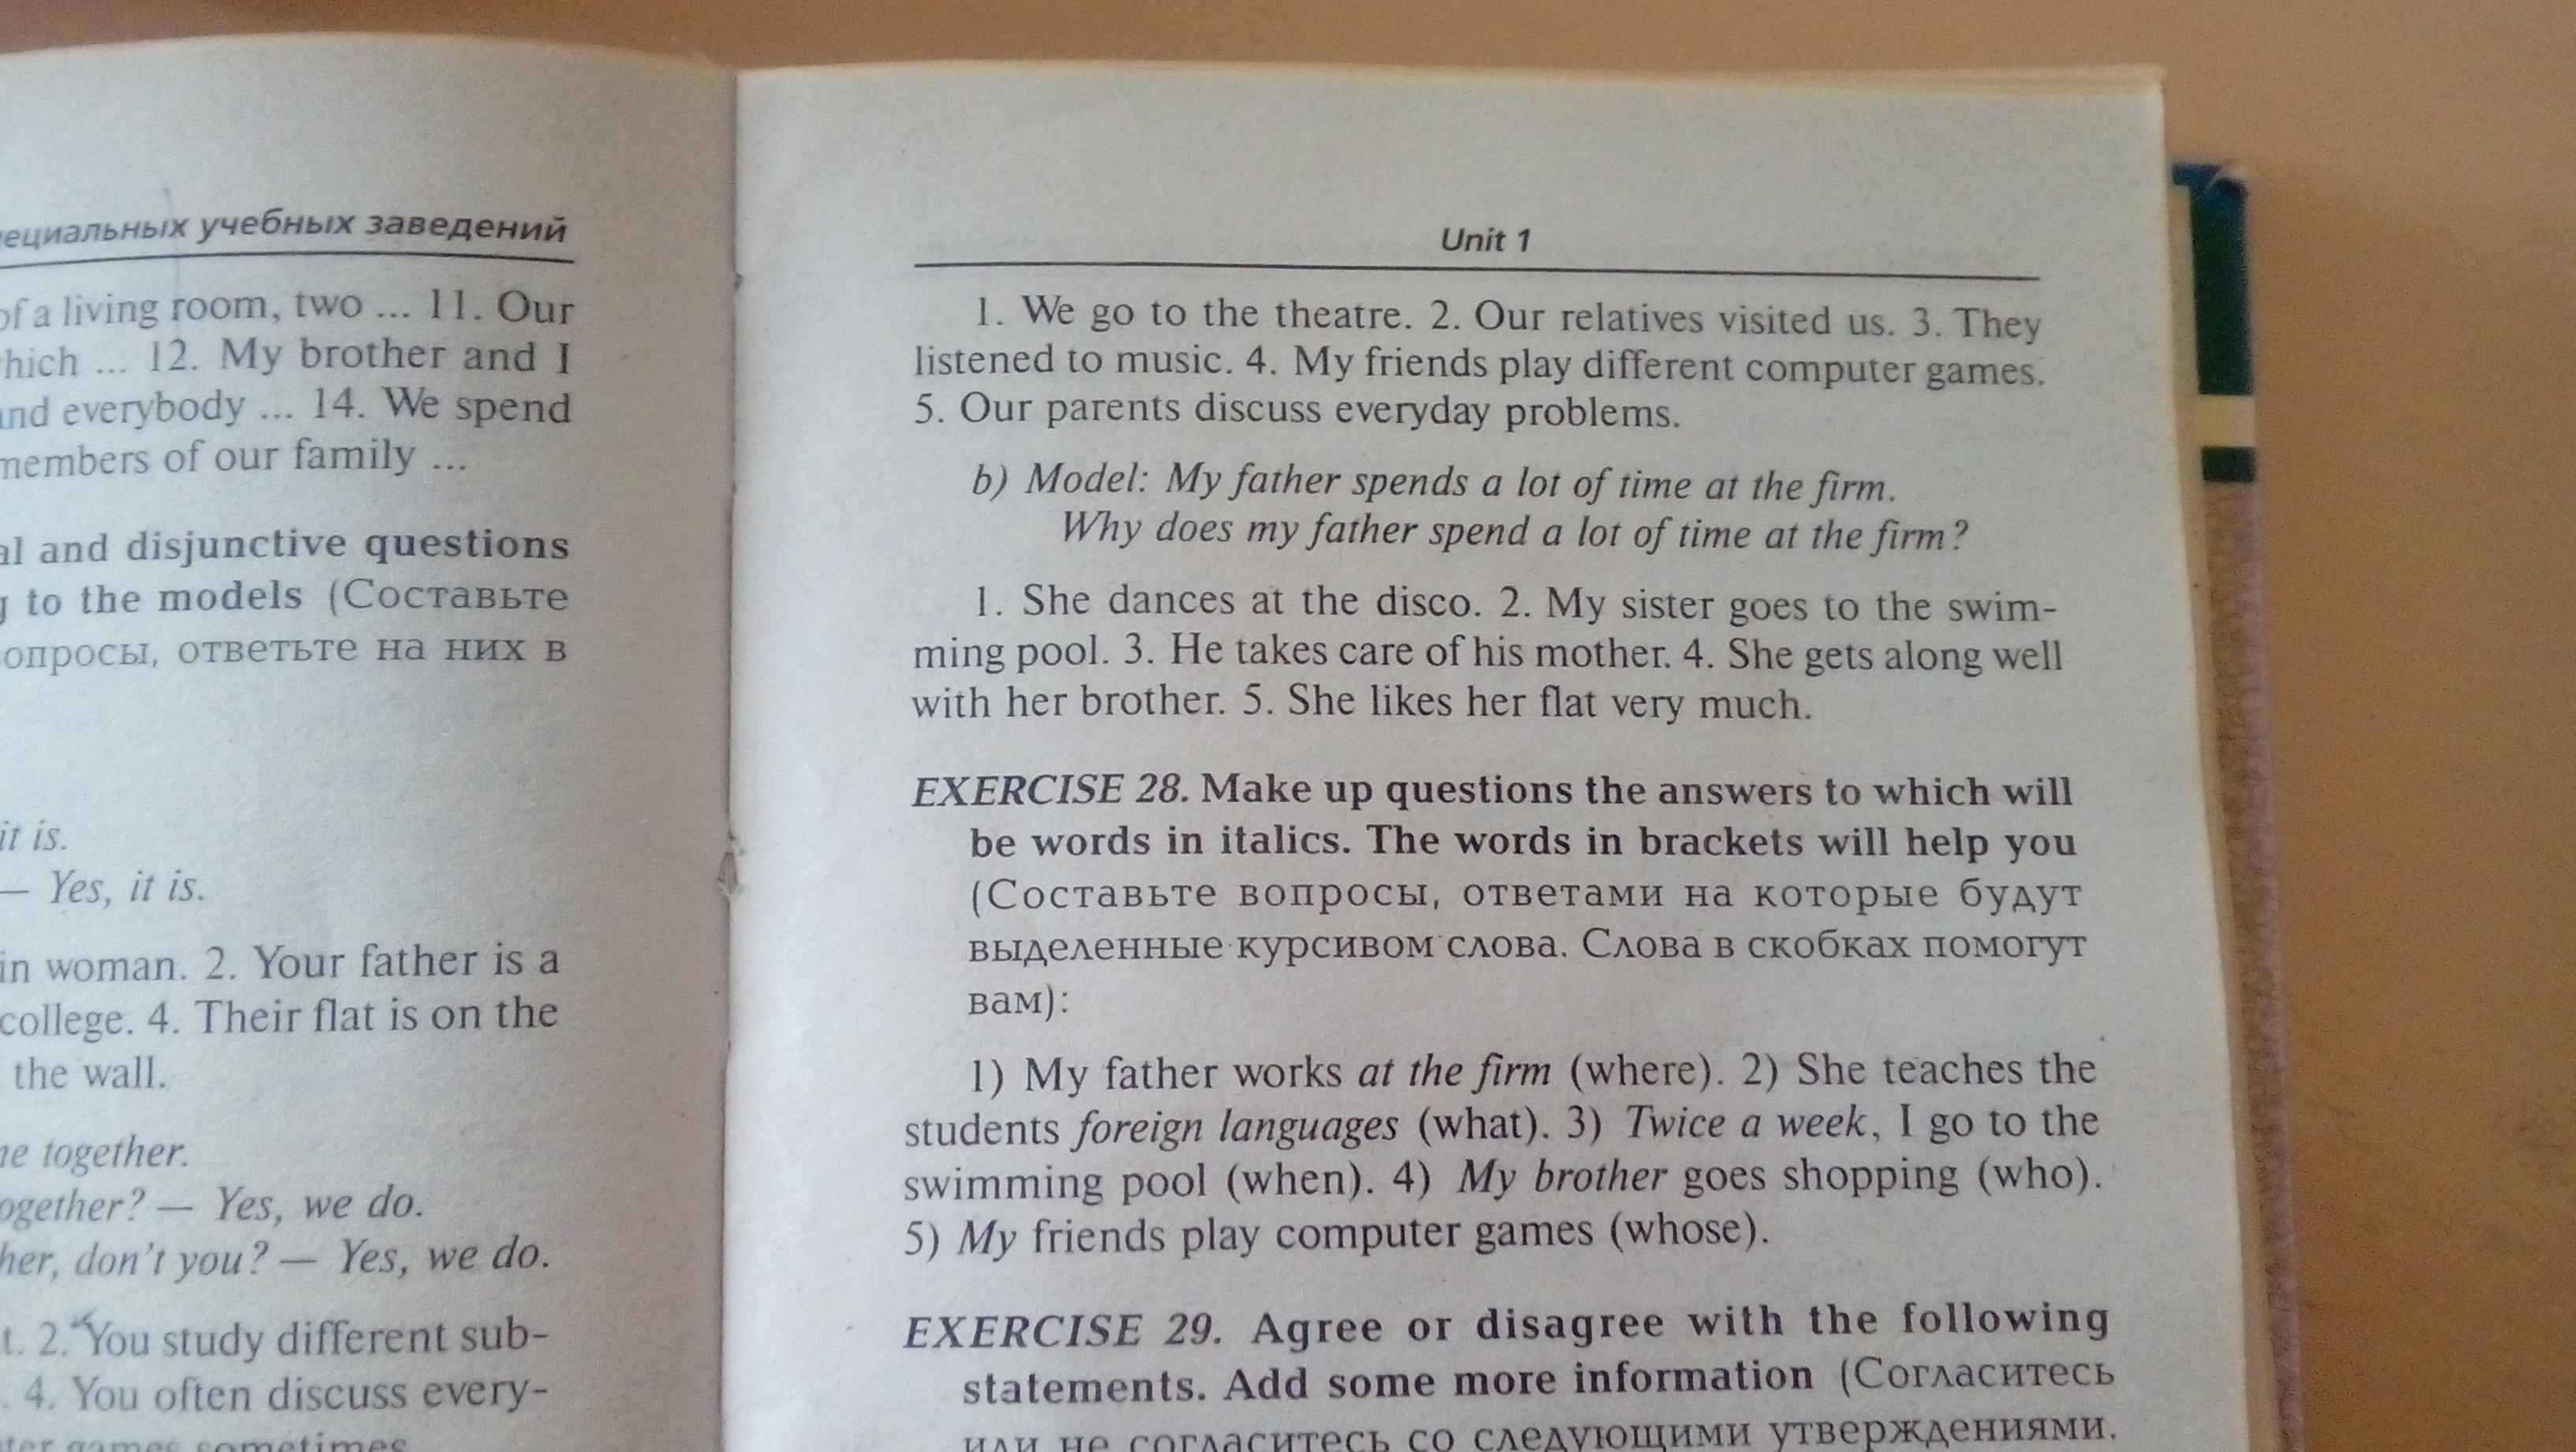 учебных заведений
of a living room, two ... 11. Our
... 12. My brother and I
and everybody ... 14. We spend
members of our family ...
and disjunctive questions
to the models (Составьте
ответьте на них в
it is.
— Yes, it is.
in woman. 2. Your father is a
college. 4. Their flat is on the
the wall.
together.
together? — Yes, we do.
don't you? — Yes, we do.
2. You study different sub-
4. You often discuss every-
games sometimes
Unit 1
1. We go to the theatre. 2. Our relatives visited us. 3. They
listened to music. 4. My friends play different computer games.
5. Our parents discuss everyday problems.
b) Model: My father spends a lot of time at the firm.
Why does my father spend a lot of time at the firm?
1. She dances at the disco. 2. My sister goes to the swim-
ming pool. 3. He takes care of his mother. 4. She gets along well
with her brother. 5. She likes her flat very much.
EXERCISE 28. Make up questions the answers to which will
be words in italics. The words in brackets will help you
(Составьте вопросы, ответами на которые будут
выделенные курсивом слова. Слова в скобках помогут
вам):
1) My father works at the firm (where). 2) She teaches the
students foreign languages (what). 3) Twice a week, I go to the
swimming pool (when). 4) My brother goes shopping (who).
5) My friends play computer games (whose).
EXERCISE 29. Agree or disagree with the following
statements. Add some more information (Согласитесь
или не согласитесь со следующими утверждениями.